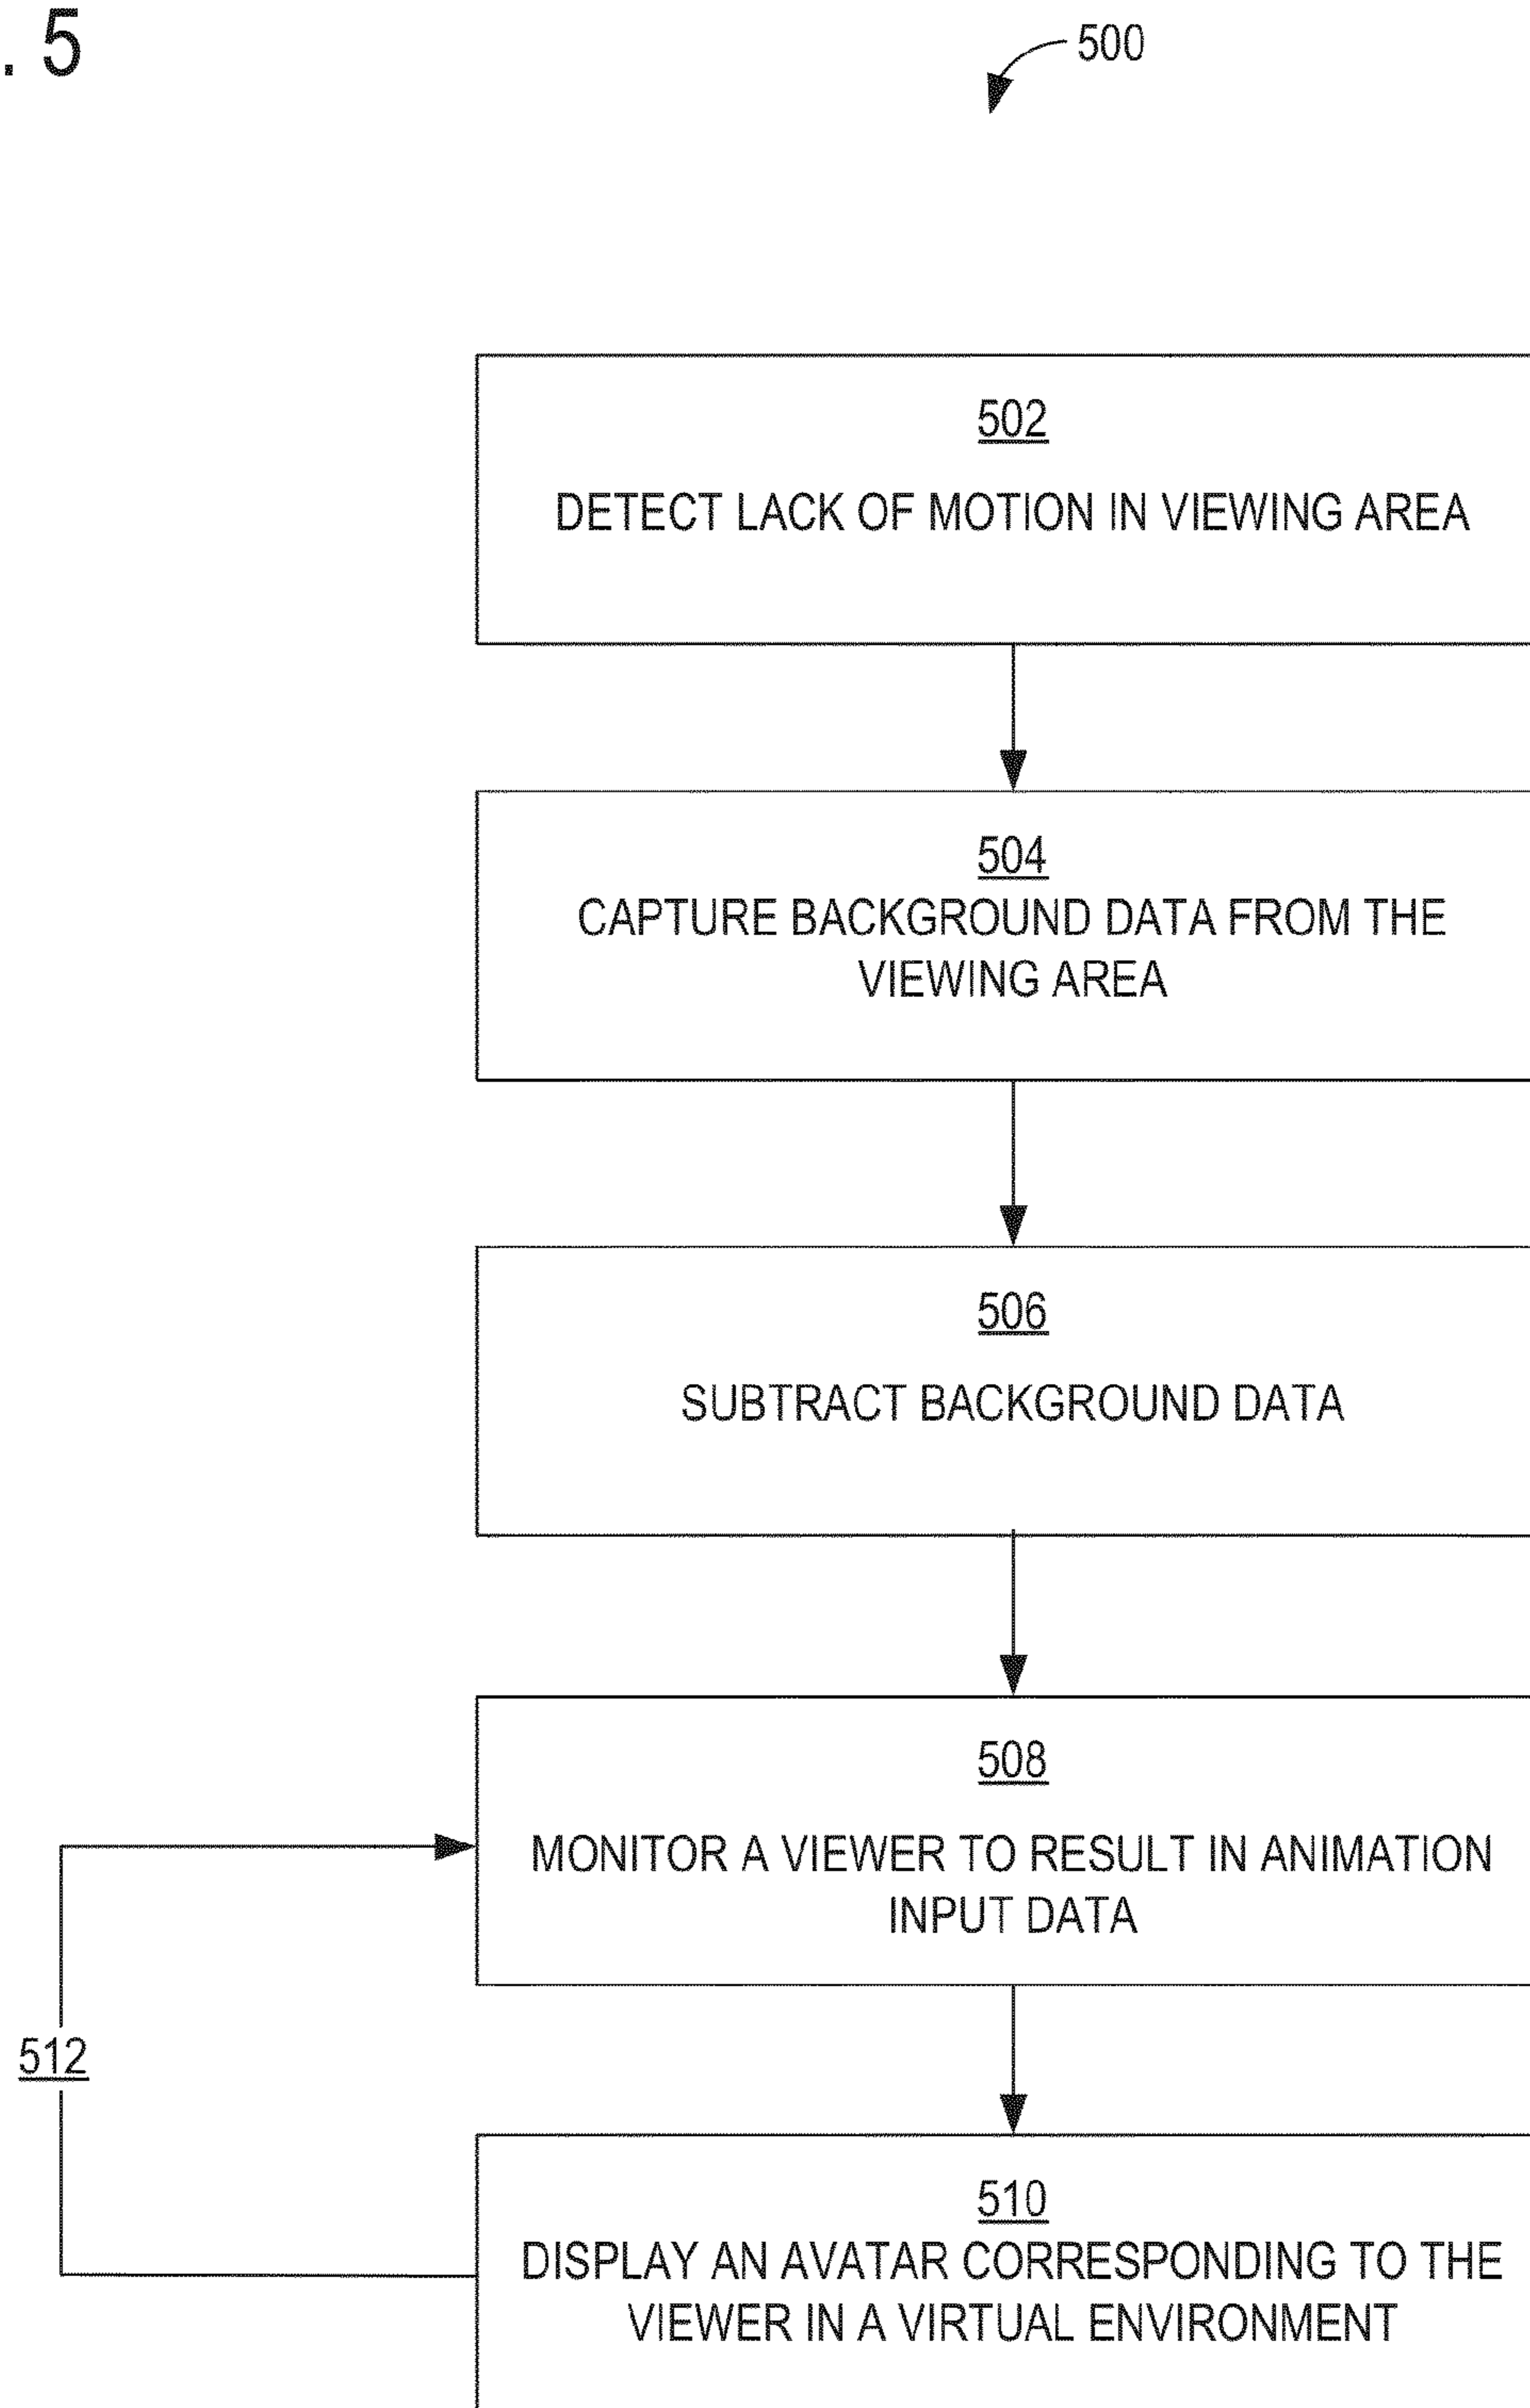 . 5
500
502
DETECT LACK OF MOTION IN VIEWING AREA
504
CAPTURE BACKGROUND DATA FROM THE
VIEWING AREA
506
SUBTRACT BACKGROUND DATA
508
MONITOR A VIEWER TO RESULT IN ANIMATION
INPUT DATA
512
510
DISPLAY AN AVATAR CORRESPONDING TO THE
VIEWER IN A VIRTUAL ENVIRONMENT